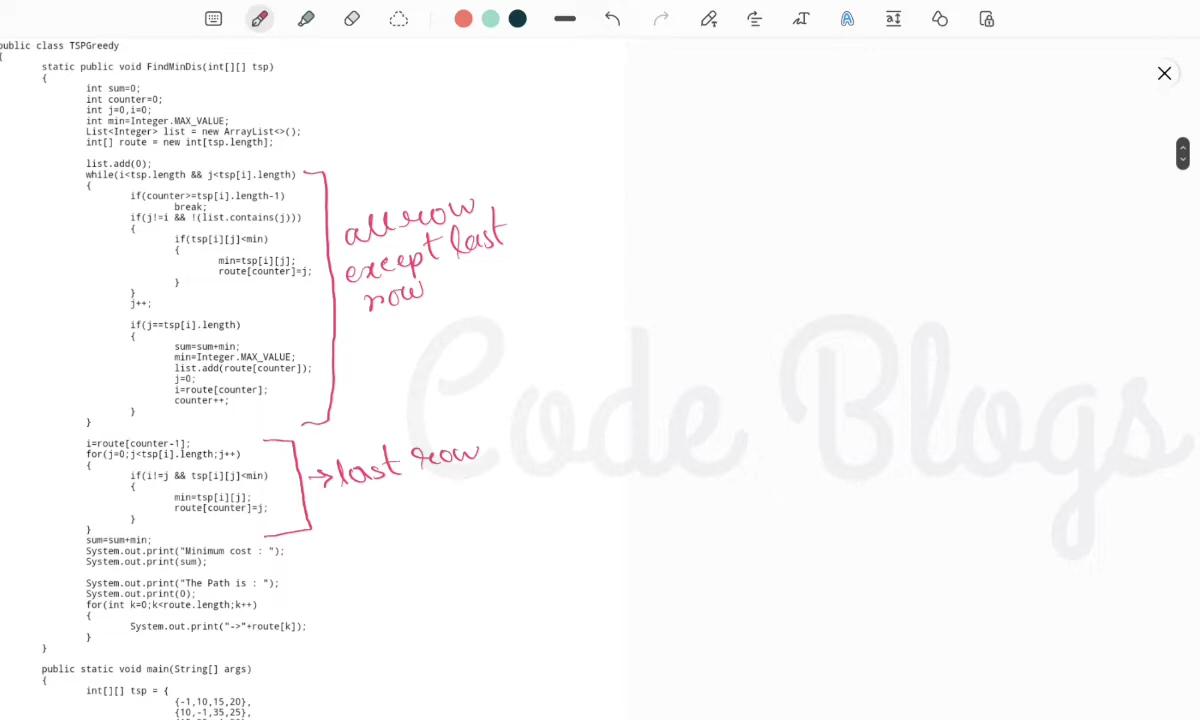 public class TSPGreedy
{
static public void FindMinDis(int[][] tsp)
{
int sum=0;
int counter=0;
int j=0,i=0;
int min=Integer.MAX_VALUE;
List<Integer> list = new ArrayList<>();
int[] route = new int[tsp.length];
list.add(0);
while(i<tsp.length && j<tsp[i].length)
{
if(counter>=tsp[i].length-1)
break;
if(j!=i && !(list.contains(j)))
{
if(tsp[i][j]<min)
{
min=tsp[i][j];
route[counter]=j;
}
}
j++;
if(j==tsp[i].length)
{
sum=sum+min;
min=Integer.MAX_VALUE;
list.add(route[counter]);
j=0;
i=route[counter];
counter++;
}
}
all row
except last
row
i=route[counter-1];
for(j=0;j<tsp[i].length;j++)
{
if(i!=j && tsp[i][j]<min)
{
min=tsp[i][j];
route[counter]=j;
}
}
→last row
sum=sum+min;
System.out.print("Minimum cost : ");
System.out.print(sum);
System.out.print("The Path is : ");
System.out.print(0);
for(int k=0;k<route.length;k++)
{
System.out.print("->"+route[k]);
}
}
public static void main(String[] args)
{
int[][] tsp = {
{-1,10,15,20},
{10,-1,35,25},
Code Blogs